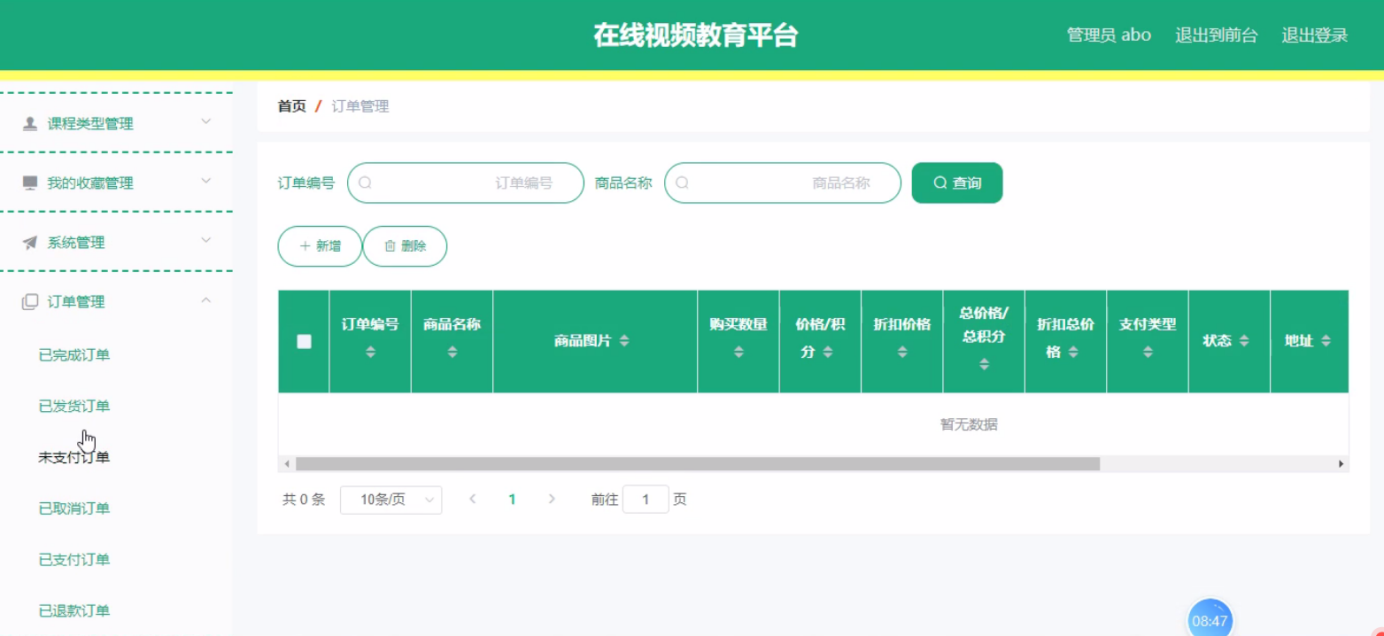 在线视频教育平台
管理员 abo 退出到前台 退出登录
课程类型管理
我的收藏管理
系统管理
订单管理
已完成订单
已发货订单
未支付订单
已取消订单
已支付订单
已退款订单
首页 / 订单管理
订单编号 订单编号 商品名称 商品名称 查询
新增 删除
订单编号 商品名称 商品图片 购买数量 价格/积分 折扣价格 总价格/总积分 折扣总价格 支付类型 状态 地址
暂无数据
共 0 条 10条/页 1 前往 1 页
08:47